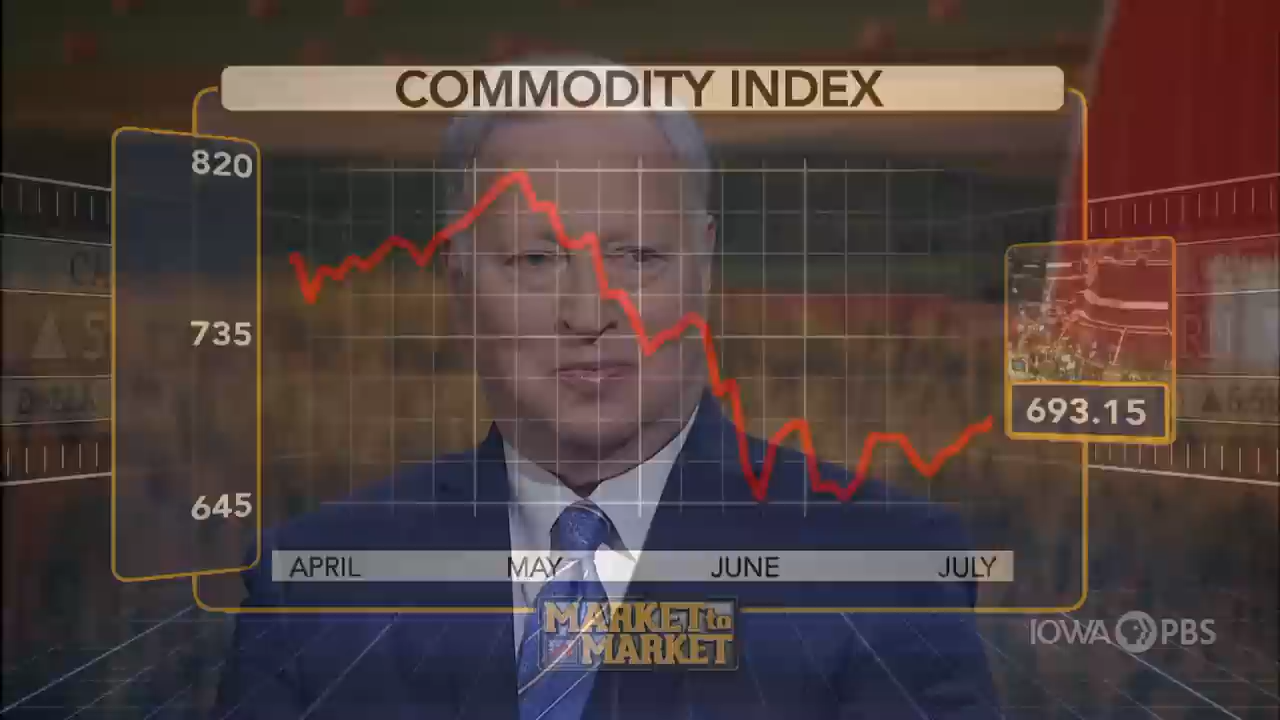 COMMODITY INDEX
820
735
645
693.15
APRIL MAY JUNE JULY
MARKET to
MARKET
IOWA PBS